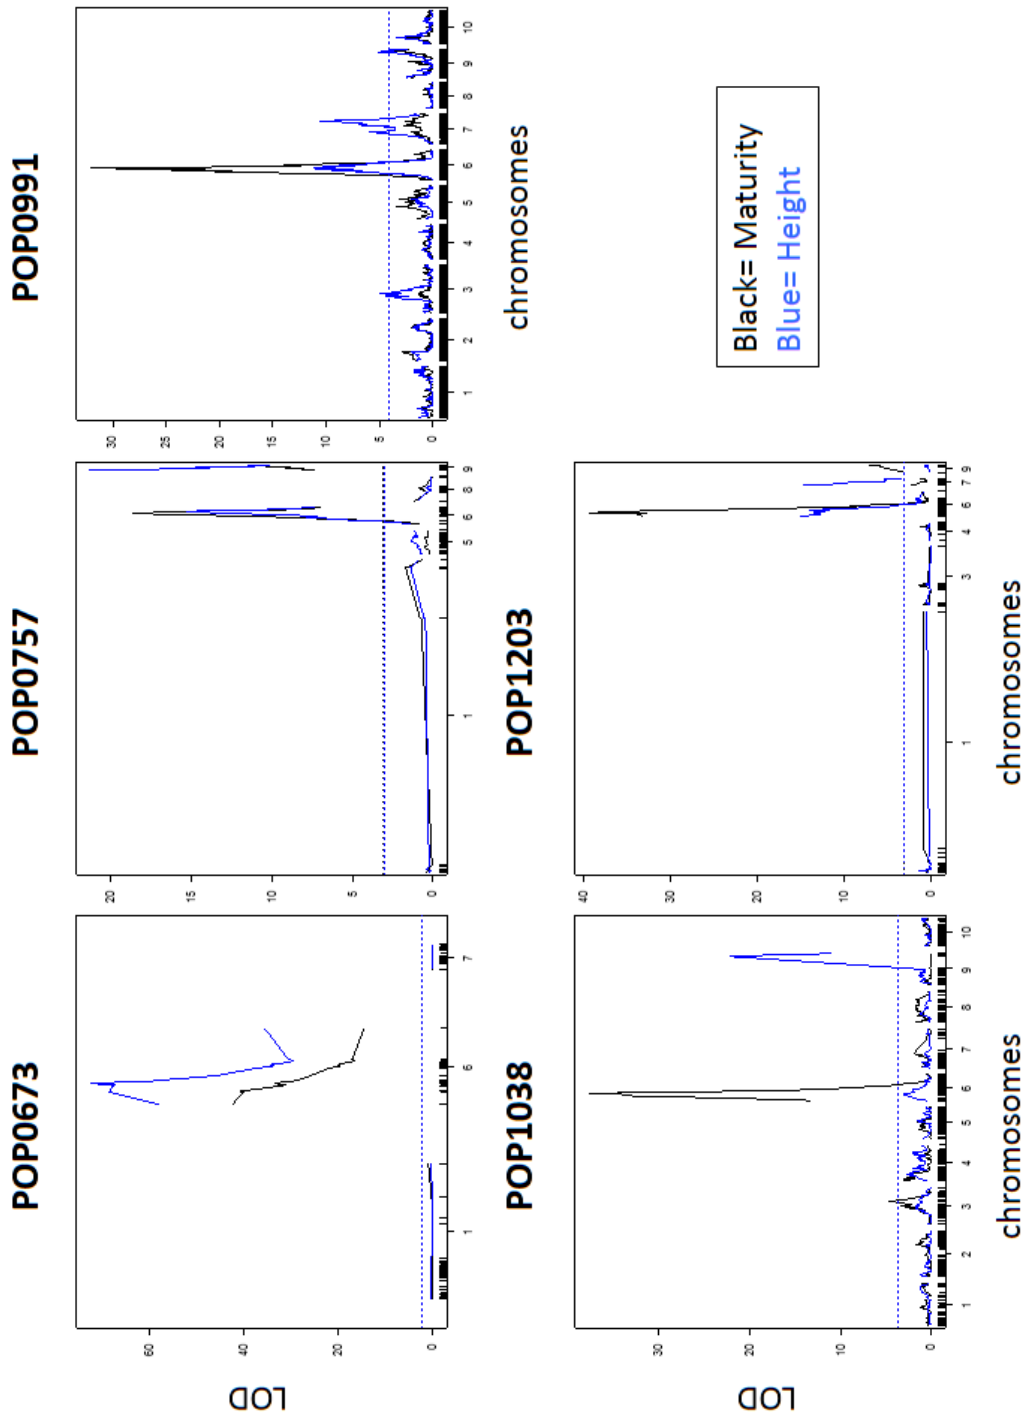 POP0673
LOD
60
40
20
0
1 6 7
POP0757
20
15
10
5
0
1 5 6 8 9
POP0991
30
25
20
15
10
5
0
1 2 3 4 5 6 7 8 9 10
chromosomes
POP1038
LOD
30
20
10
0
1 2 3 4 5 6 7 8 9 10
chromosomes
POP1203
40
30
20
10
0
1 3 4 6 7 9
chromosomes
Black= Maturity
Blue= Height